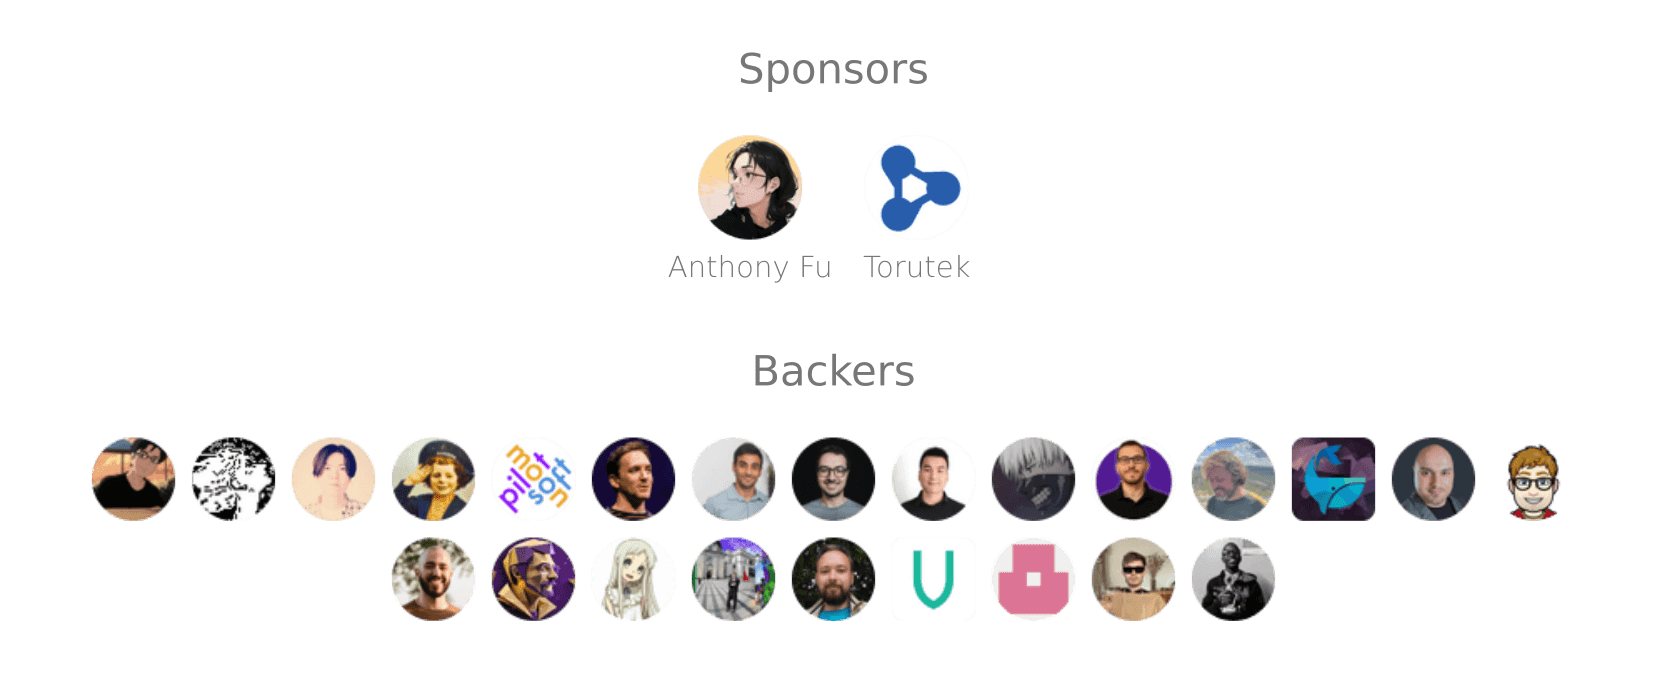 Sponsors
Anthony Fu Torutek
Backers
pilot
mot
soft